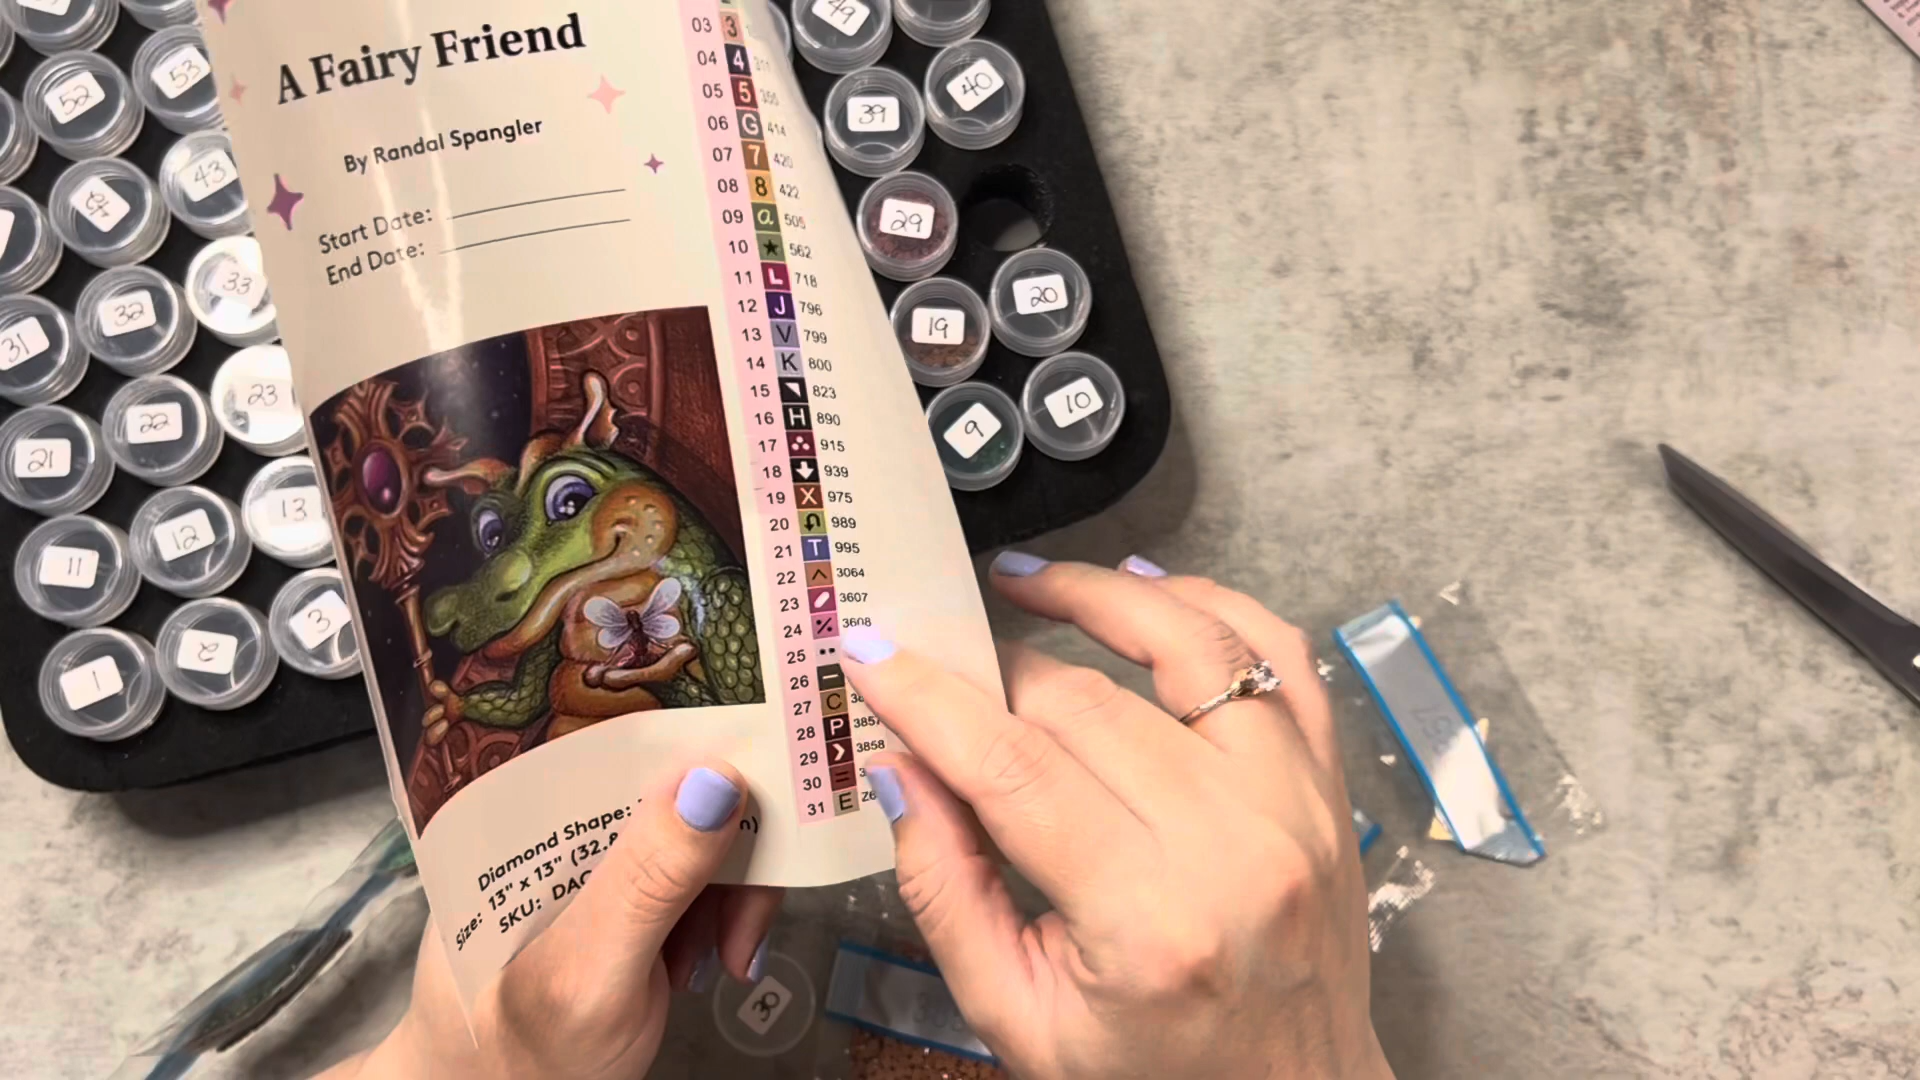 A Fairy Friend
By Randal Spangler
Start Date:
End Date:
03 3
04 4 311
05 5 355
06 G 414
07 7 420
08 8 422
09 a 505
10 ★ 562
11 L 718
12 J 796
13 V 799
14 K 800
15 823
16 H 890
17 915
18 939
19 X 975
20 989
21 T 995
22 ^ 3064
23 3607
24 % 3608
25
26 –
27 C
28 P 3857
29 3858
30 =
31 E
Diamond Shape:
Size: 13" x 13"
SKU:
49
52
53
39
40
43
29
33
32
31
19
20
23
22
21
9
10
13
12
11
3
1
30